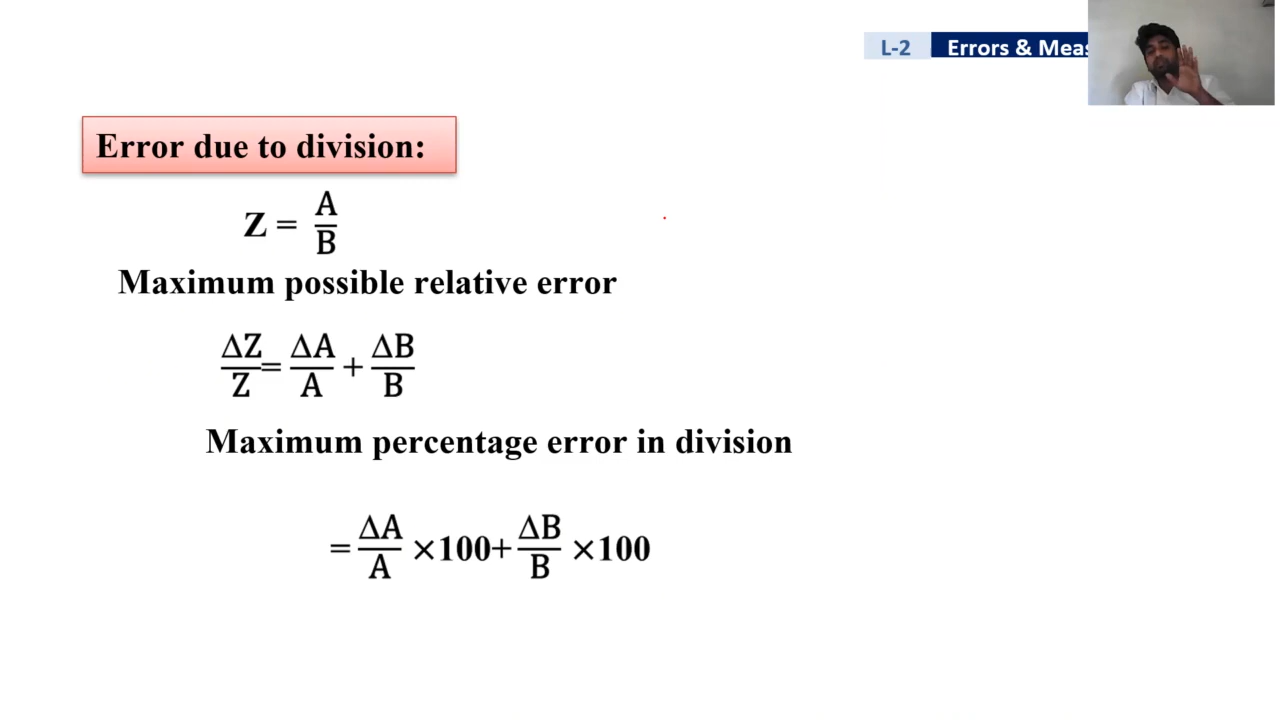 L-2 Errors & Meas
Error due to division:
Z = A/B
Maximum possible relative error
ΔZ/Z = ΔA/A + ΔB/B
Maximum percentage error in division
= ΔA/A ×100+ ΔB/B ×100